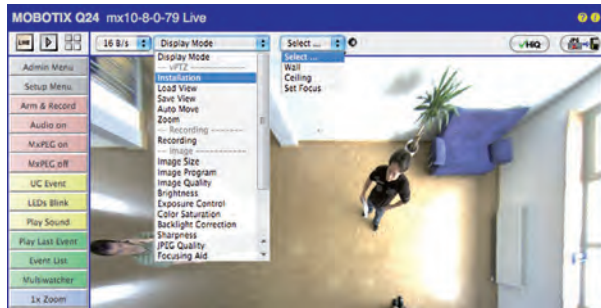 MOBOTIX Q24 mx10-8-0-79 Live
LIVE
16 B/s Display Mode Select ... vHiQ
Admin Menu
Setup Menu
Arm & Record
Audio on
MxPEG on
MxPEG off
UC Event
LEDs Blink
Play Sound
Play Last Event
Event List
Multiwatcher
1x Zoom
Display Mode
--- vPTZ ---
Installation
Load View
Save View
Auto Move
Zoom
--- Recording ---
Recording
--- Image ---
Image Size
Image Program
Image Quality
Brightness
Exposure Control
Color Saturation
Backlight Correction
Sharpness
JPEG Quality
Focusing Aid
Select ...
Wall
Ceiling
Set Focus